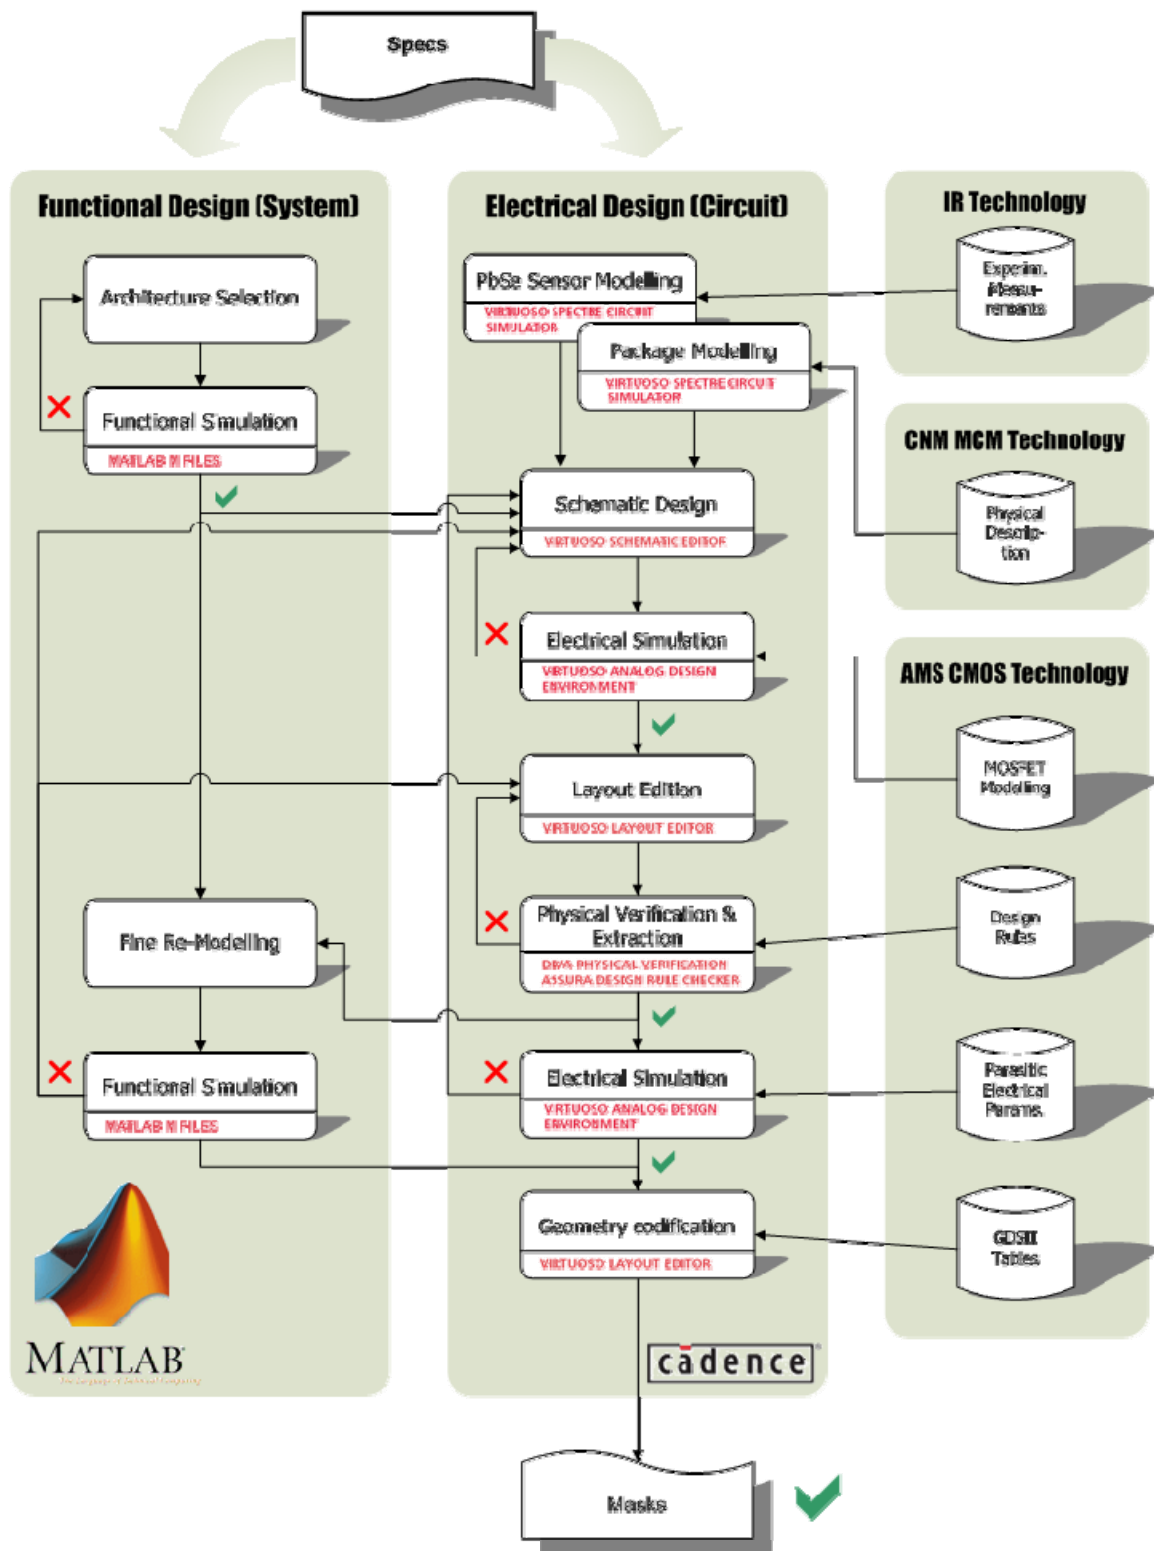 Specs
Functional Design (System)
Architecture Selection
Functional Simulation
MATLAB M FILES
Fine Re-Modelling
Functional Simulation
MATLAB M FILES
MATLAB
Electrical Design (Circuit)
PbSe Sensor Modelling
VIRTUOSO SPECTRE CIRCUIT
SIMULATOR
Package Modelling
VIRTUOSO SPECTRE CIRCUIT
SIMULATOR
Schematic Design
VIRTUOSO SCHEMATIC EDITOR
Electrical Simulation
VIRTUOSO ANALOG DESIGN
ENVIRONMENT
Layout Edition
VIRTUOSO LAYOUT EDITOR
Physical Verification &
Extraction
DIVA PHYSICAL VERIFICATION
ASSURA DESIGN RULE CHECKER
Electrical Simulation
VIRTUOSO ANALOG DESIGN
ENVIRONMENT
Geometry codification
VIRTUOSO LAYOUT EDITOR
cādence®
IR Technology
Experim.
Measu-
rements
CNM MCM Technology
Physical
Descrip-
tion
AMS CMOS Technology
MOSFET
Modelling
Design
Rules
Parasitic
Electrical
Params.
GDSII
Tables
Masks